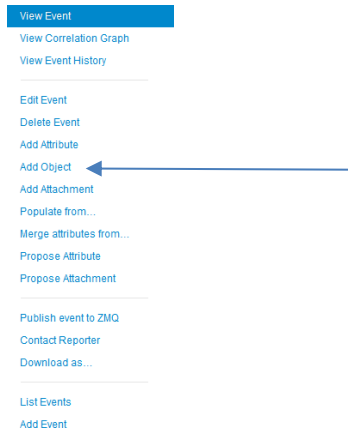 View Event
View Correlation Graph
View Event History
Edit Event
Delete Event
Add Attribute
Add Object
Add Attachment
Populate from...
Merge attributes from...
Propose Attribute
Propose Attachment
Publish event to ZMQ
Contact Reporter
Download as...
List Events
Add Event